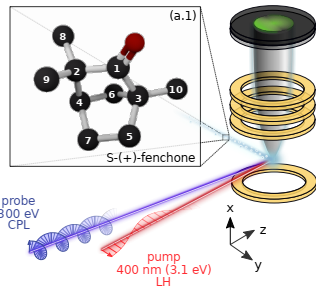 (a.1)
8
1
9
2
6
3
10
4
7
5
S-(+)-fenchone
probe
300 eV
CPL
pump
400 nm (3.1 eV)
LH
x
z
y